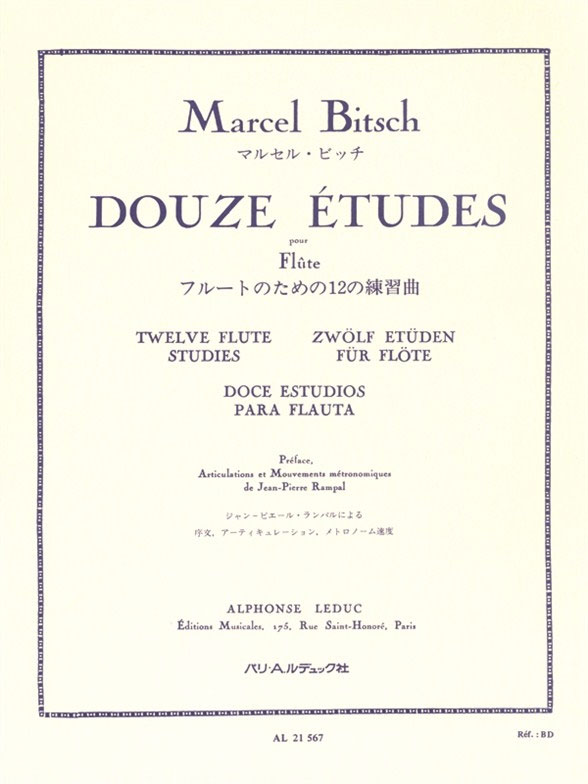 Marcel Bitsch
マルセル・ビッチ
DOUZE ÉTUDES
pour
Flûte
フルートのための12の練習曲
TWELVE FLUTE
STUDIES
ZWÖLF ETÜDEN
FÜR FLÖTE
DOCE ESTUDIOS
PARA FLAUTA
Préface,
Articulations et Mouvements métronomiques
de Jean-Pierre Rampal
ジャン-ピエール・ランパルによる
序文, アーティキュレーション, メトロノーム速度
ALPHONSE LEDUC
Éditions Musicales, 175, Rue Saint-Honoré, Paris
パリ・A.ルデュック社
AL 21 567
Réf. : BD